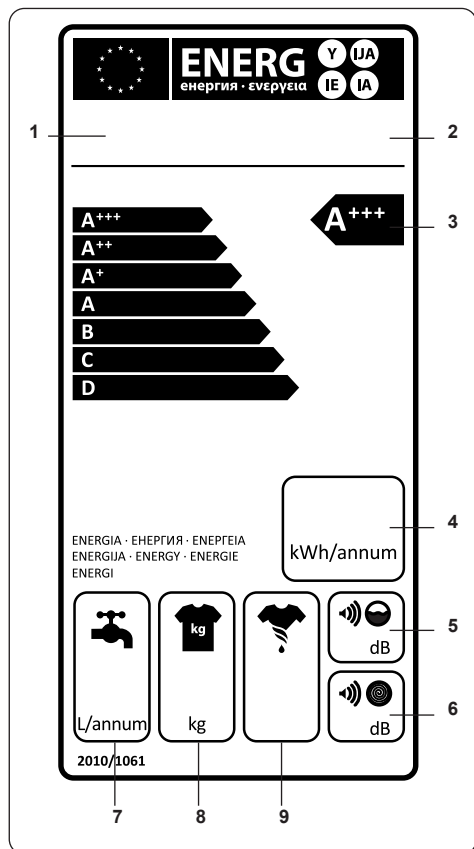 ENERG Y IJA
енергия · ενεργεια IE IA
1
2
A+++
3
A+++
A++
A+
A
B
C
D
ENERGIA · ЕНЕРГИЯ · ΕΝΕΡΓΕΙΑ
ENERGIJA · ENERGY · ENERGIE
ENERGI
kWh/annum
4
kg
dB
5
L/annum
kg
dB
6
2010/1061
7
8
9